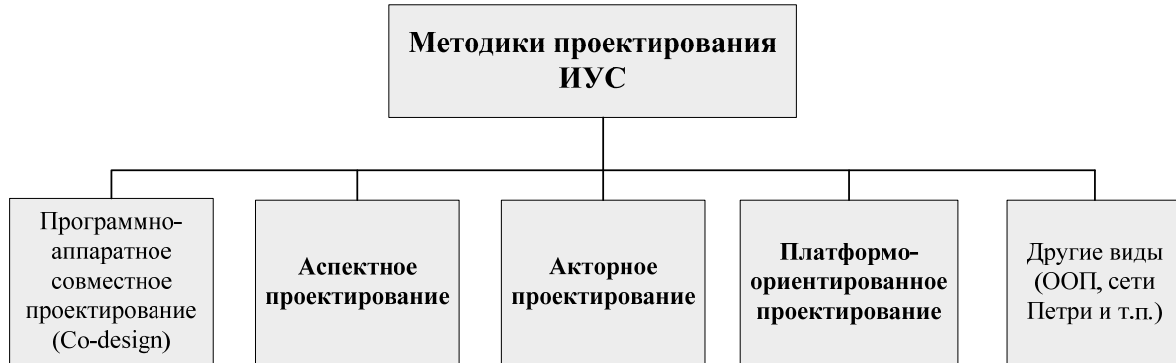 Методики проектирования
ИУС
Программно-
аппаратное
совместное
проектирование
(Co-design)
Аспектное
проектирование
Акторное
проектирование
Платформо-
ориентированное
проектирование
Другие виды
(ООП, сети
Петри и т.п.)